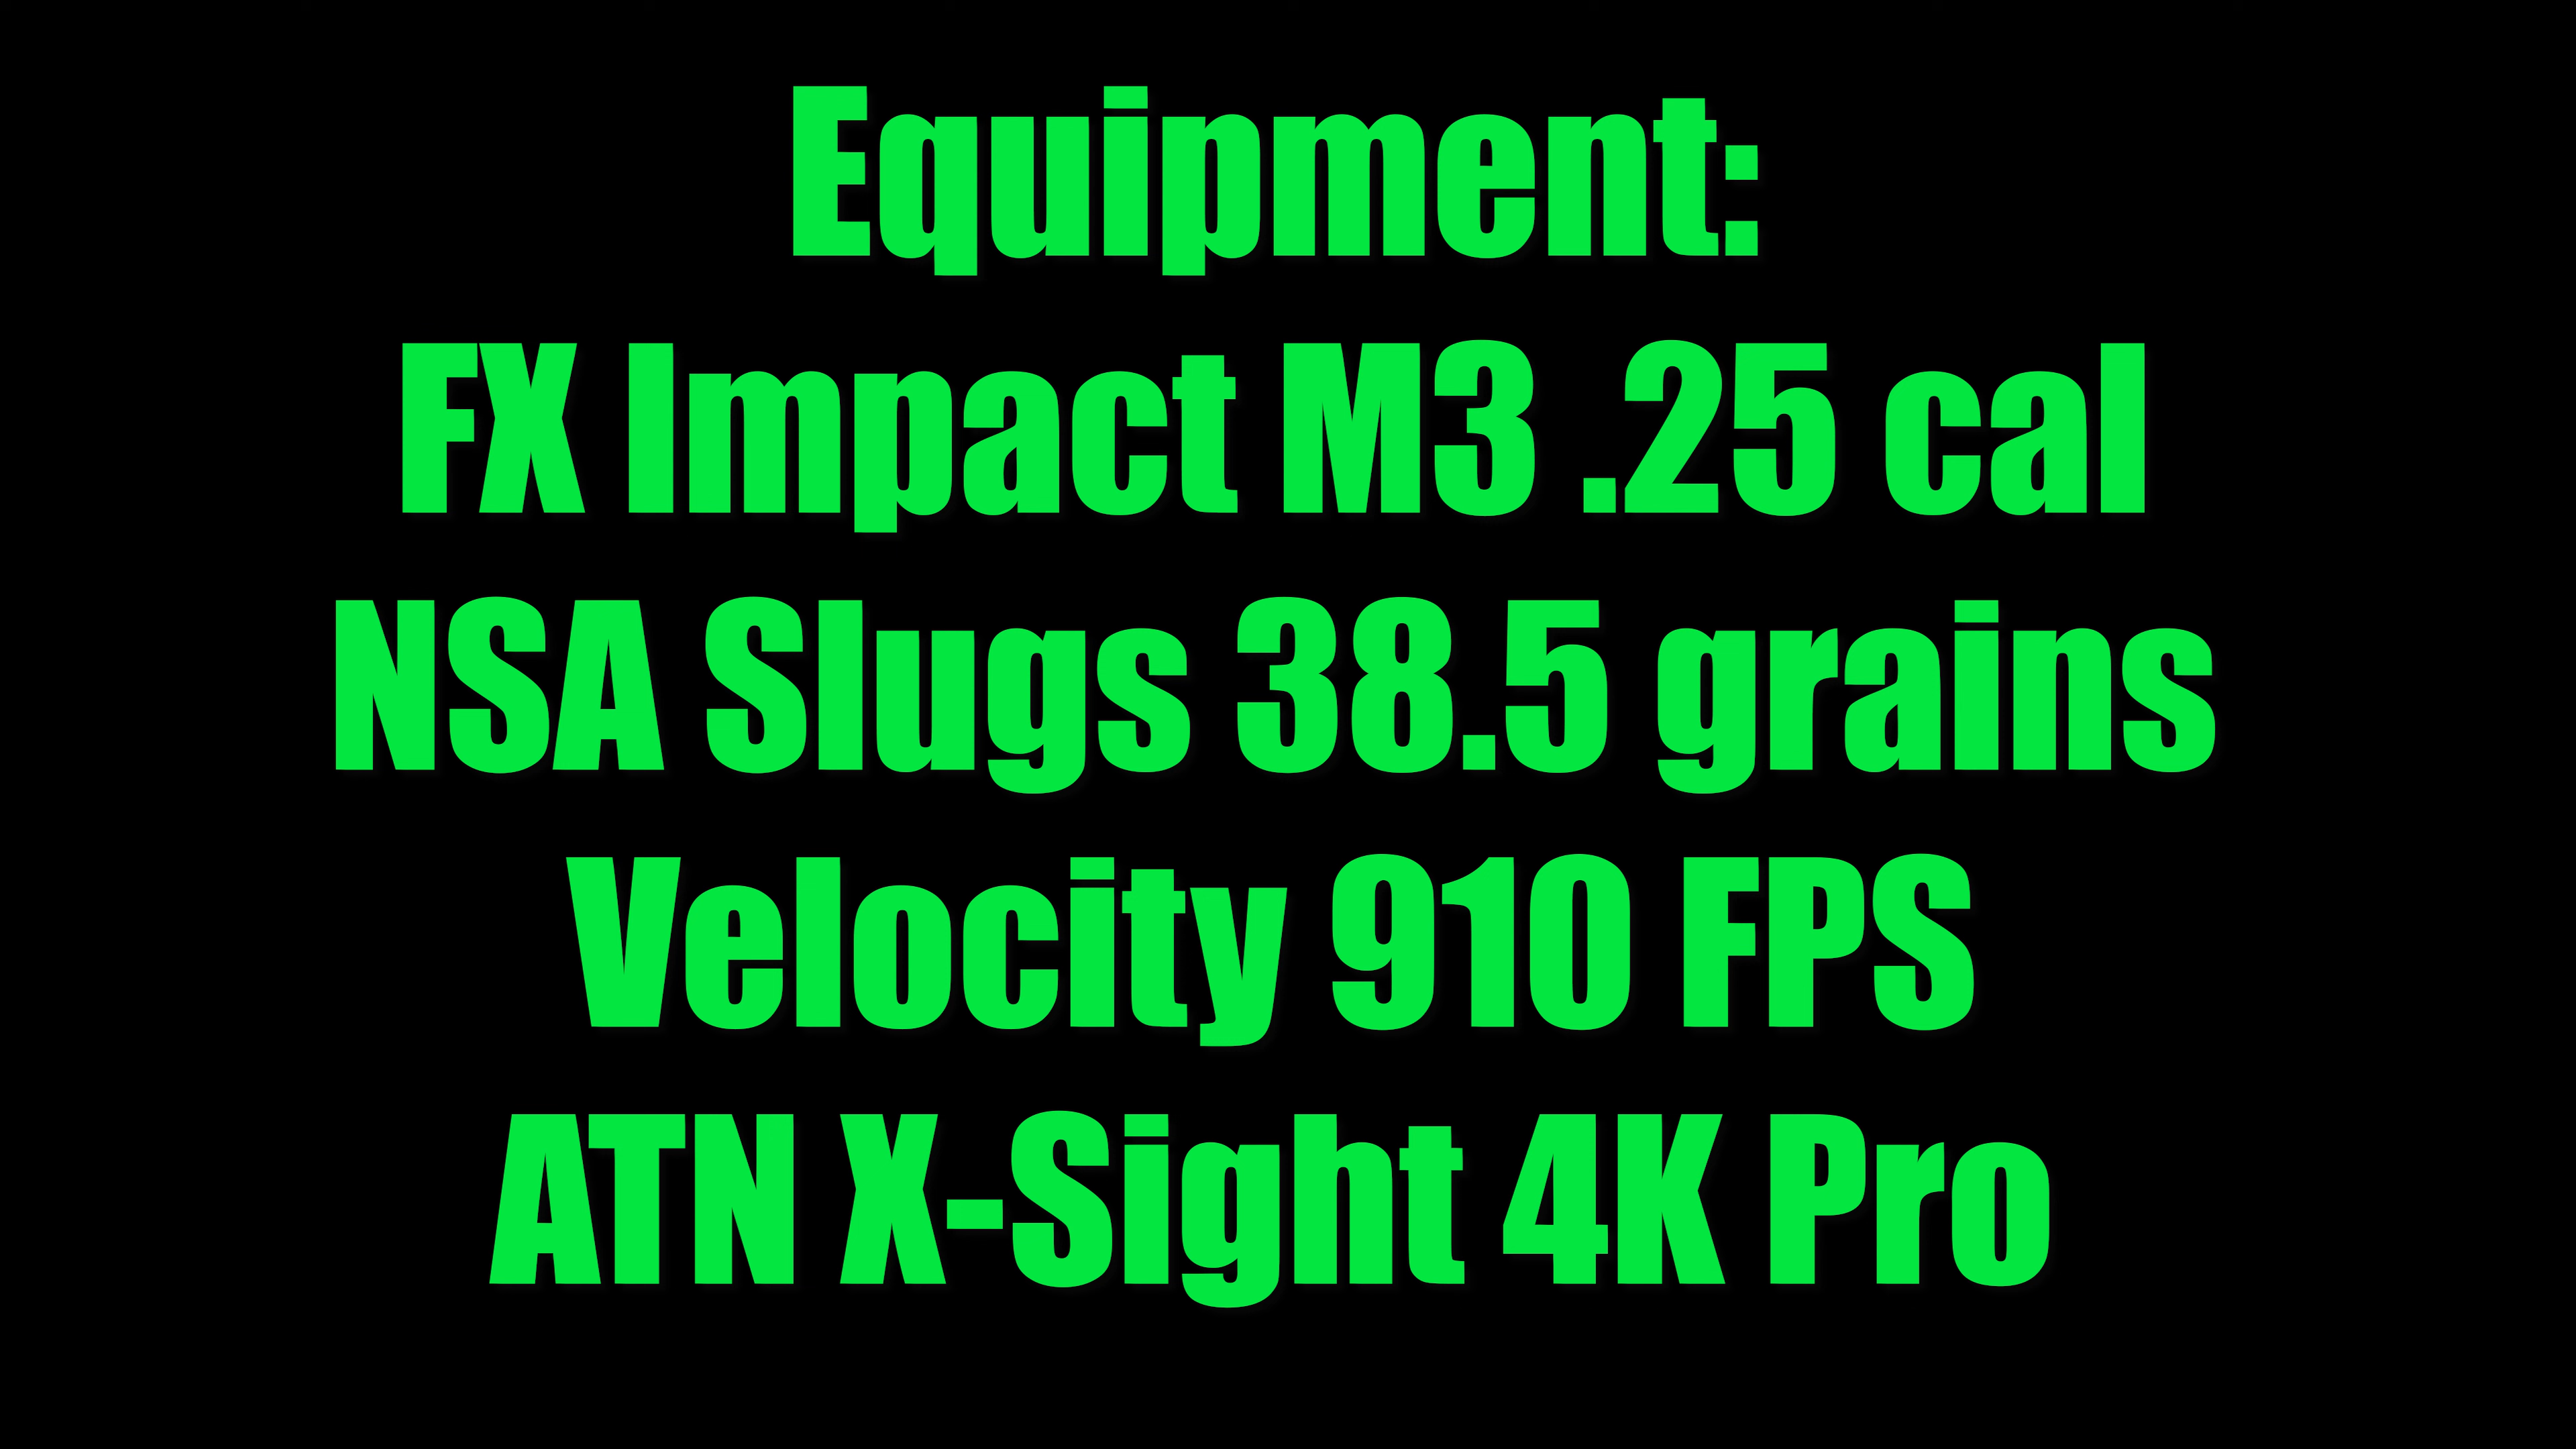 Equipment:
FX Impact M3 .25 cal
NSA Slugs 38.5 grains
Velocity 910 FPS
ATN X-Sight 4K Pro